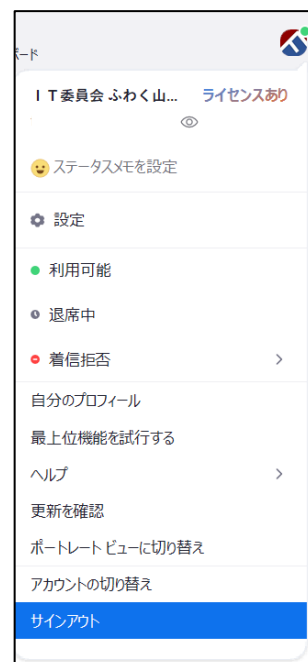 ボード
IT委員会 ふわく山... ライセンスあり
ステータスメモを設定
設定
利用可能
退席中
着信拒否
自分のプロフィール
最上位機能を試行する
ヘルプ
更新を確認
ポートレート ビューに切り替え
アカウントの切り替え
サインアウト